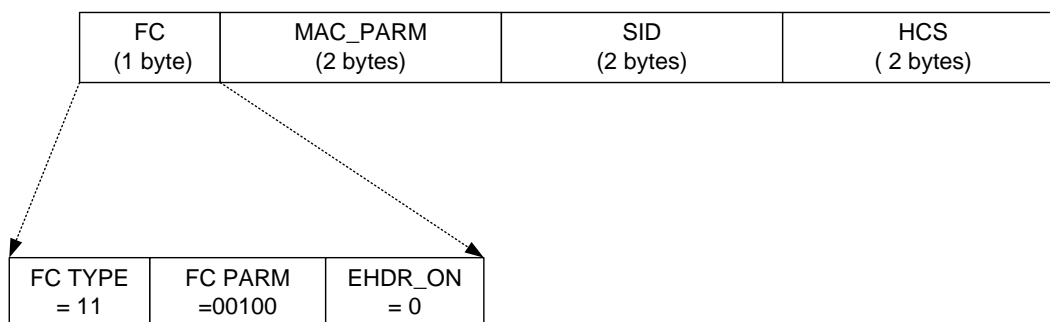 FC MAC_PARM SID HCS
(1 byte) (2 bytes) (2 bytes) ( 2 bytes)
FC TYPE FC PARM EHDR_ON
= 11 =00100 = 0